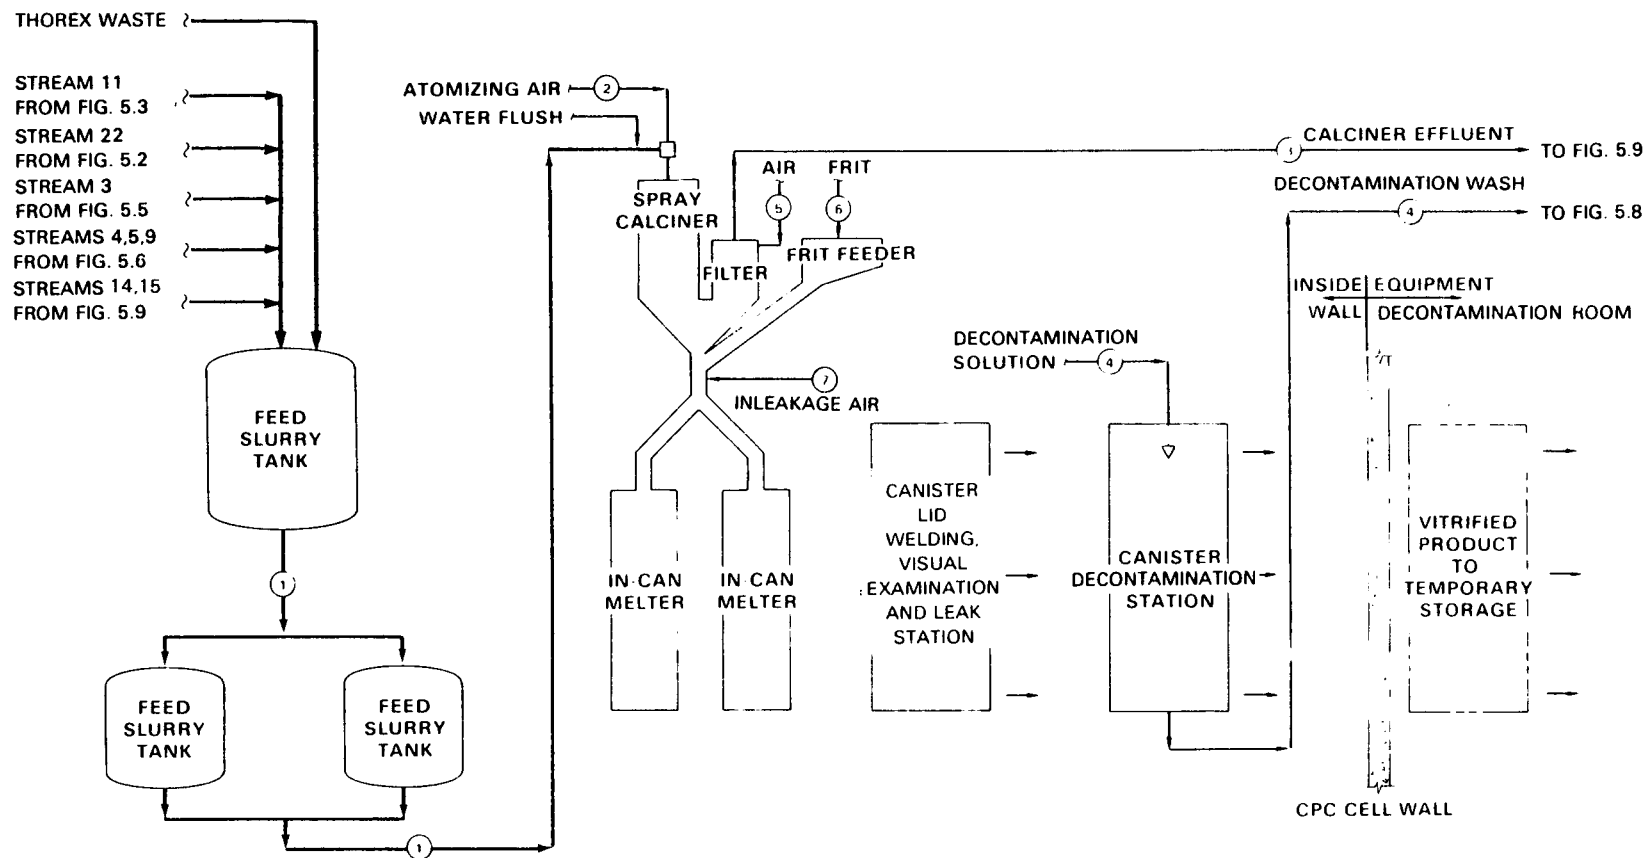 THOREX WASTE
STREAM 11
FROM FIG. 5.3
STREAM 22
FROM FIG. 5.2
STREAM 3
FROM FIG. 5.5
STREAMS 4,5,9
FROM FIG. 5.6
STREAMS 14,15
FROM FIG. 5.9
FEED
SLURRY
TANK
1
FEED
SLURRY
TANK
FEED
SLURRY
TANK
1
ATOMIZING AIR
2
WATER FLUSH
SPRAY
CALCINER
AIR
5
FRIT
6
FILTER
FRIT FEEDER
7
INLEAKAGE AIR
IN-CAN
MELTER
IN-CAN
MELTER
CALCINER EFFLUENT
TO FIG. 5.9
DECONTAMINATION WASH
4
TO FIG. 5.8
DECONTAMINATION
SOLUTION
4
CANISTER
LID
WELDING,
VISUAL
EXAMINATION
AND LEAK
STATION
CANISTER
DECONTAMINATION
STATION
INSIDE EQUIPMENT
WALL DECONTAMINATION ROOM
VITRIFIED
PRODUCT
TO
TEMPORARY
STORAGE
CPC CELL WALL